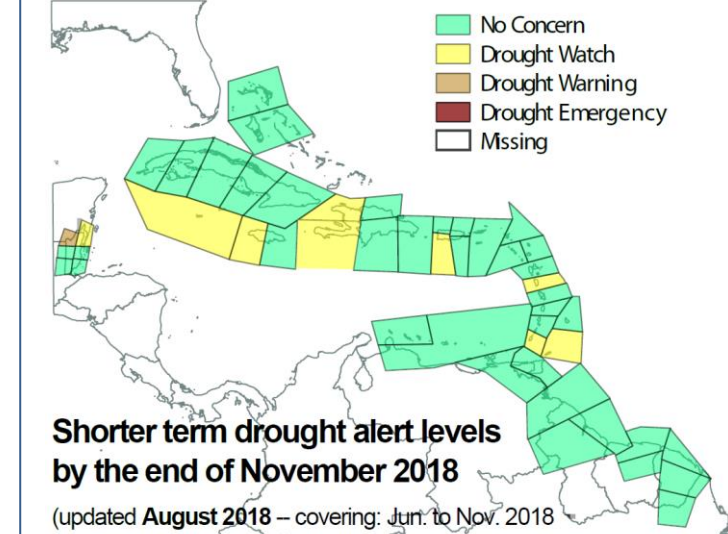 No Concern
Drought Watch
Drought Warning
Drought Emergency
Missing
Shorter term drought alert levels
by the end of November 2018
(updated August 2018 -- covering: Jun. to Nov. 2018